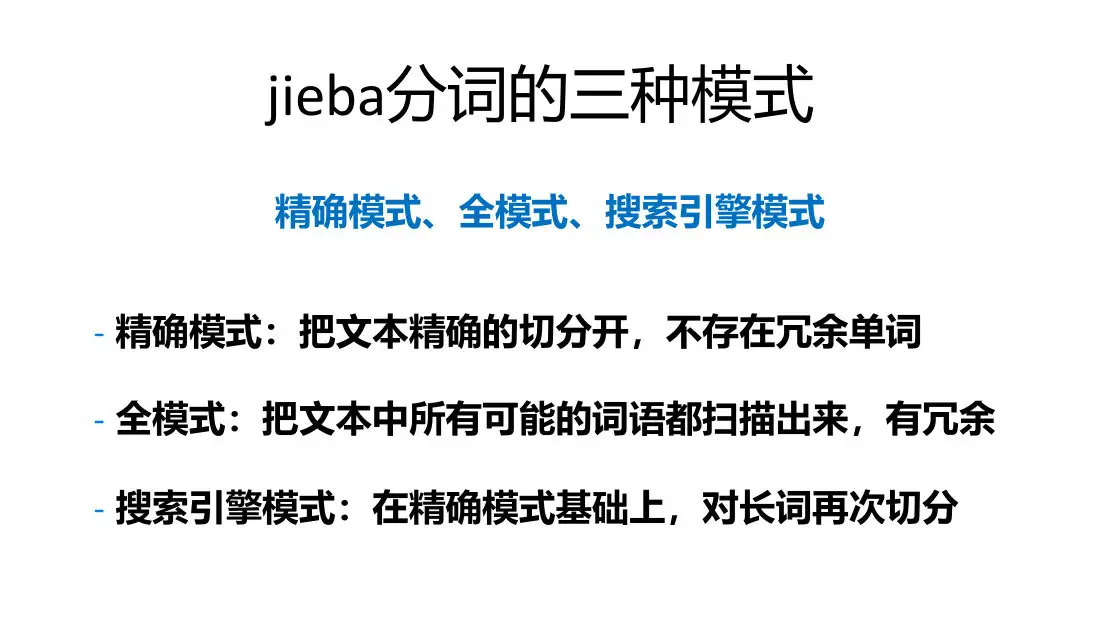 jieba分词的三种模式
精确模式、全模式、搜索引擎模式
- 精确模式：把文本精确的切分开，不存在冗余单词
- 全模式：把文本中所有可能的词语都扫描出来，有冗余
- 搜索引擎模式：在精确模式基础上，对长词再次切分